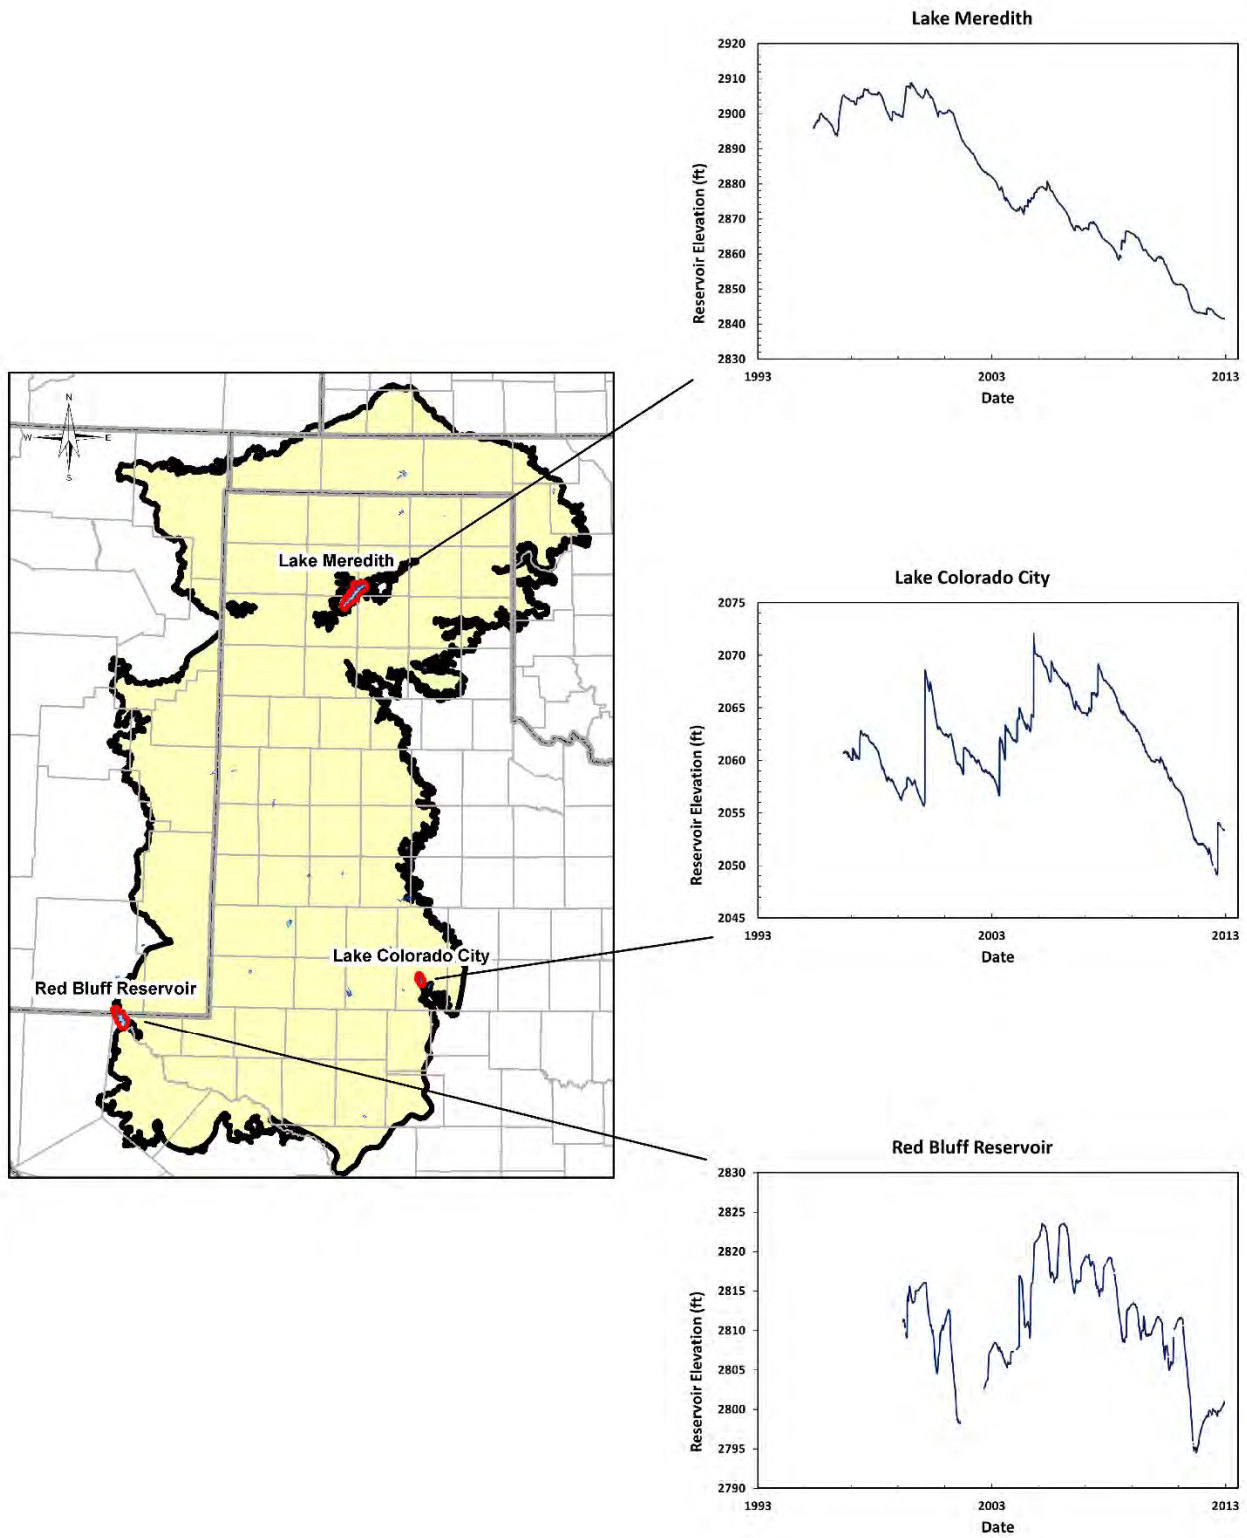 Lake Meredith
2920
2910
2900
2890
2880
2870
2860
2850
2840
2830
Reservoir Elevation (ft)
1993
2003
2013
Date
N
W
E
S
Lake Meredith
Lake Colorado City
Red Bluff Reservoir
Lake Colorado City
2075
2070
2065
2060
2055
2050
2045
Reservoir Elevation (ft)
1993
2003
2013
Date
Red Bluff Reservoir
2830
2825
2820
2815
2810
2805
2800
2795
2790
Reservoir Elevation (ft)
1993
2003
2013
Date